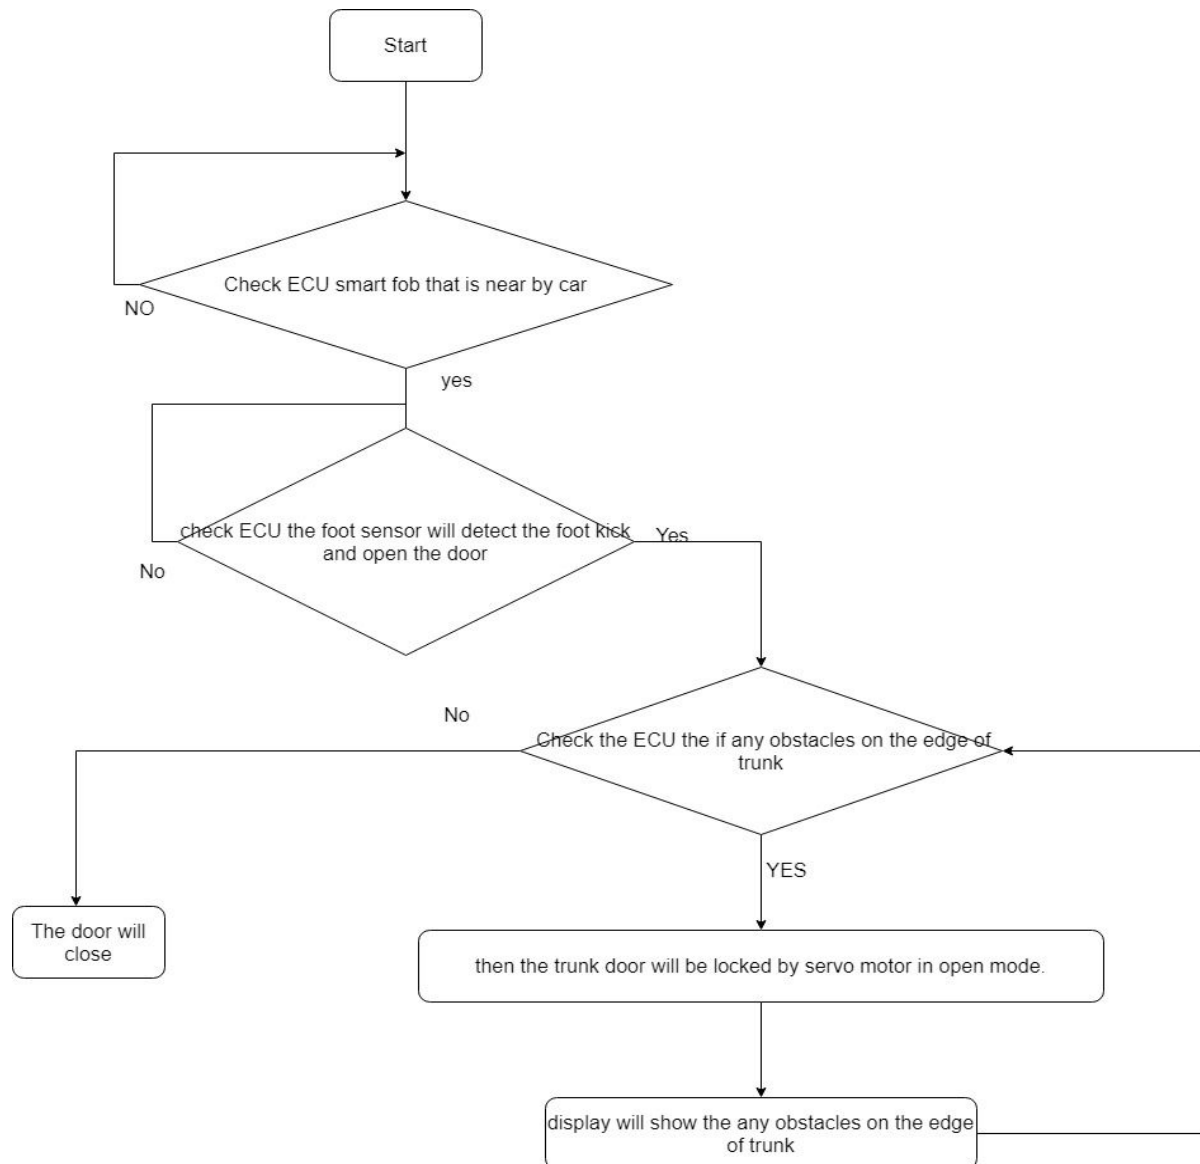 Start
Check ECU smart fob that is near by car
NO
yes
check ECU the foot sensor will detect the foot kick
and open the door
Yes
No
No
Check the ECU the if any obstacles on the edge of
trunk
YES
The door will
close
then the trunk door will be locked by servo motor in open mode.
display will show the any obstacles on the edge
of trunk